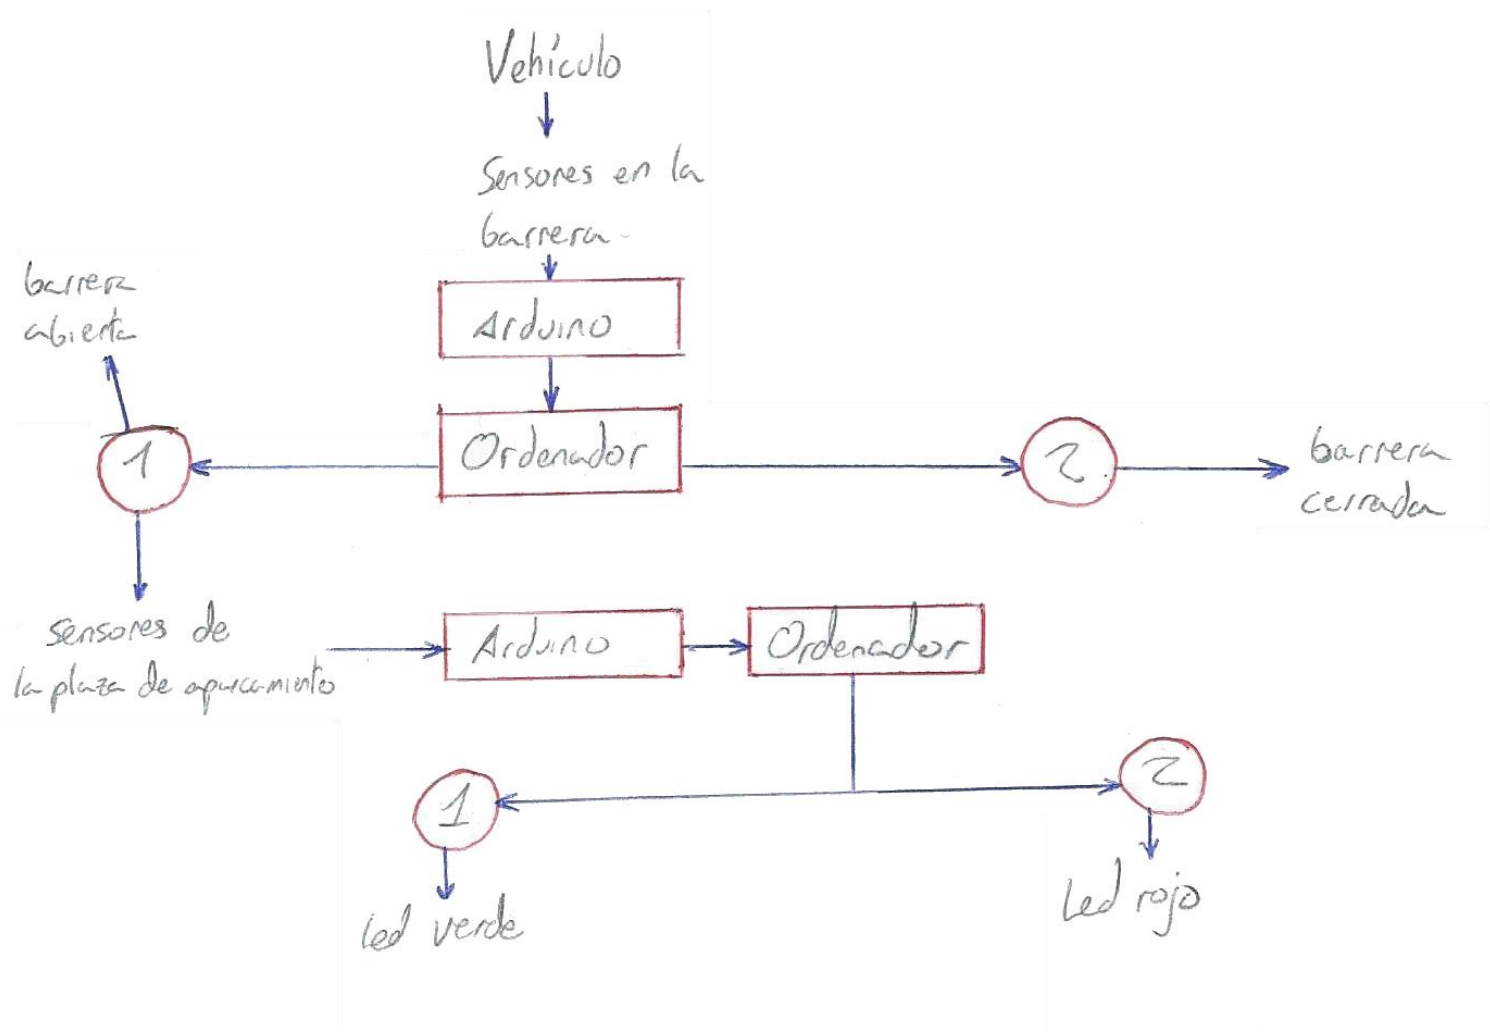 Vehículo
Sensores en la
barrera
barrera
abierta
Arduino
1
Ordenador
2
barrera
cerrada
sensores de
la plaza de aparcamiento
Arduino
Ordenador
1
2
led verde
Led rojo